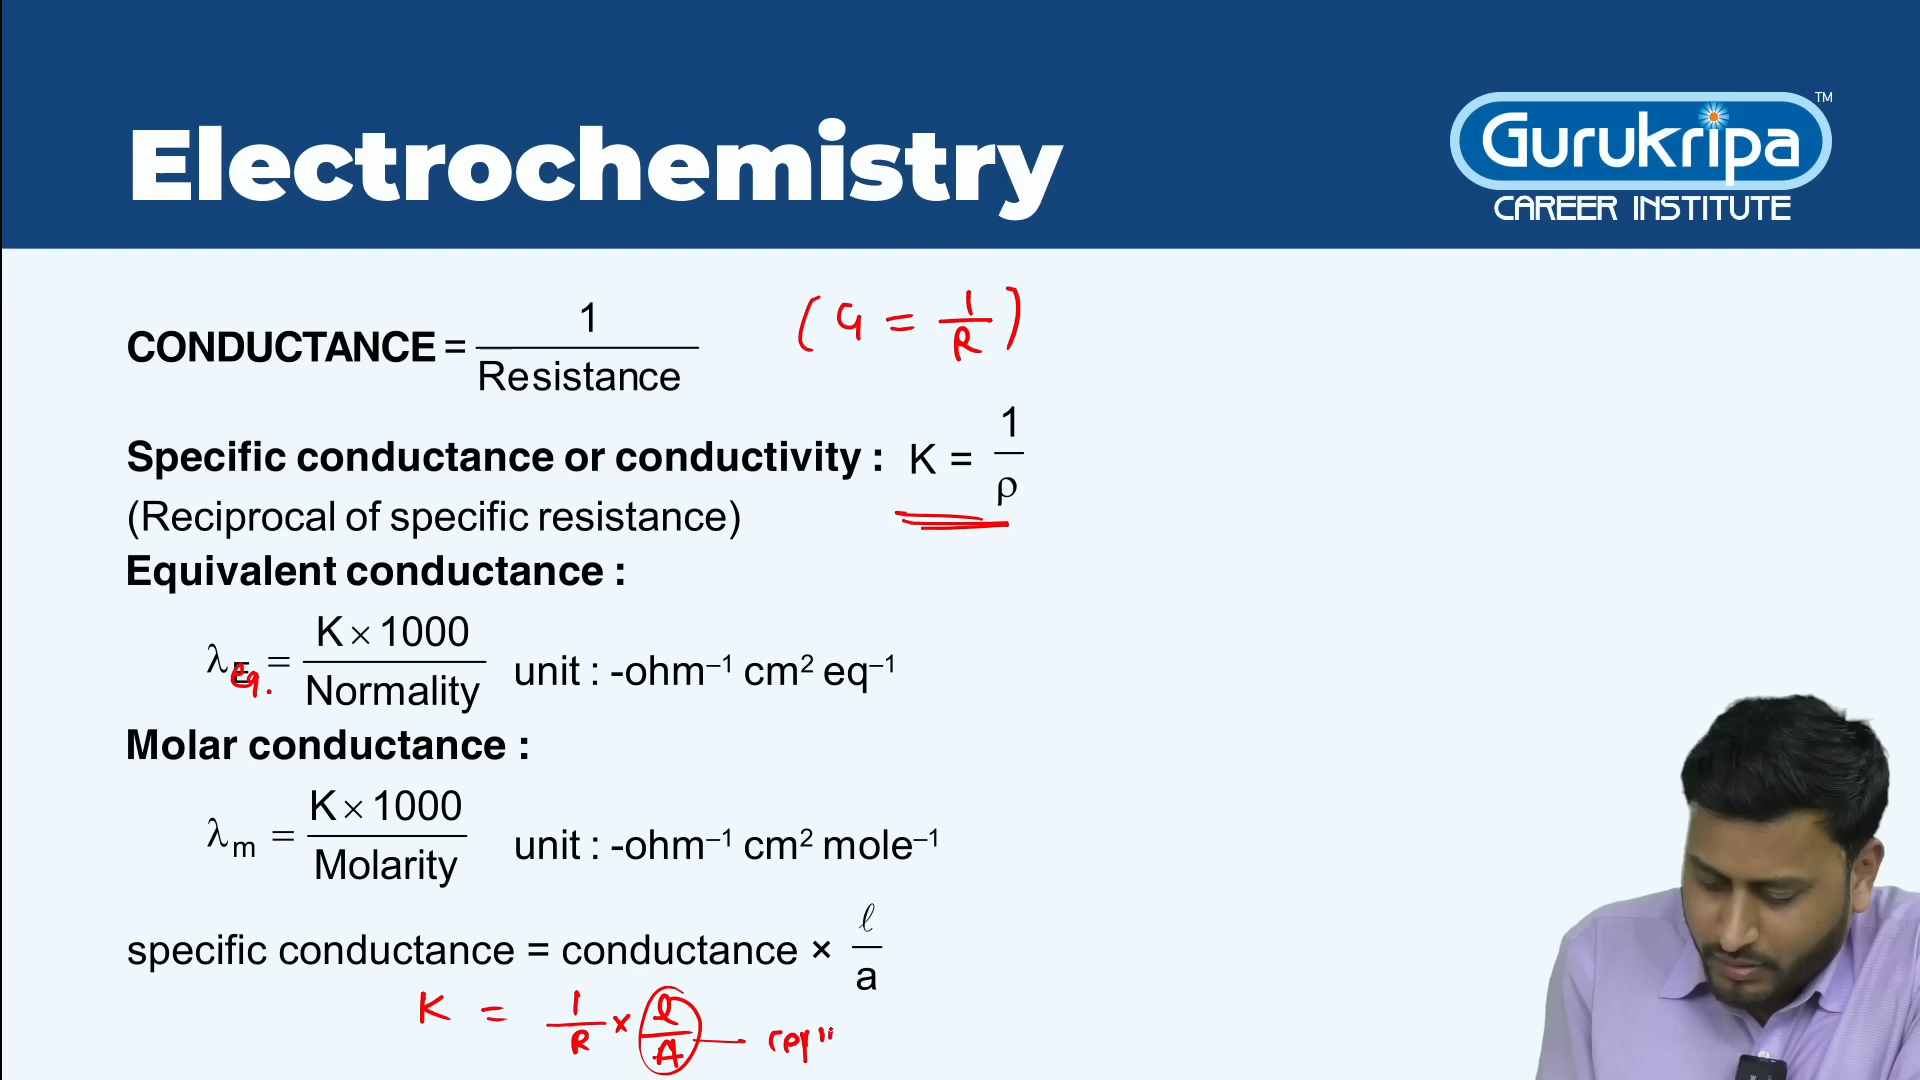 Electrochemistry
Gurukripa TM
CAREER INSTITUTE
CONDUCTANCE = 1 / Resistance (G = 1/R)
Specific conductance or conductivity : K = 1/ρ
(Reciprocal of specific resistance)
Equivalent conductance :
λEq. = K × 1000 / Normality unit : -ohm⁻¹ cm² eq⁻¹
Molar conductance :
λm = K × 1000 / Molarity unit : -ohm⁻¹ cm² mole⁻¹
specific conductance = conductance × ℓ/a
K = 1/R × l/A